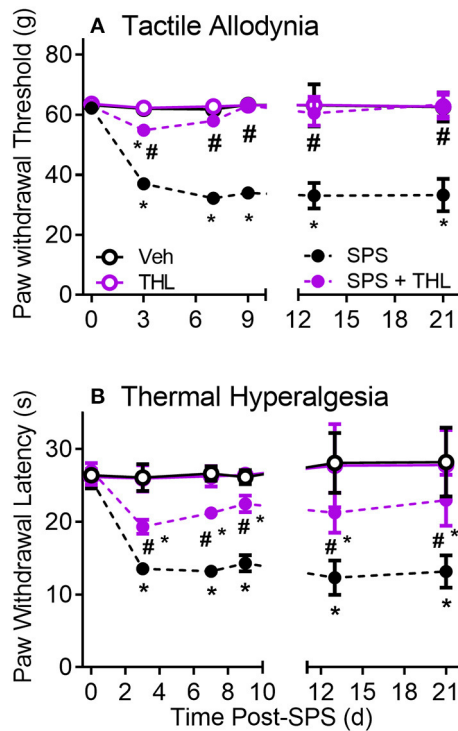 A Tactile Allodynia
Paw withdrawal Threshold (g)
80
60
40
20
0
* # # # # #
* * * * *
Veh SPS
THL SPS + THL
0 3 6 9 12 15 18 21
B Thermal Hyperalgesia
Paw Withdrawal Latency (s)
30
20
10
0
# * # * # * # * # *
* * * * *
0 2 4 6 8 10 12 15 18 21
Time Post-SPS (d)